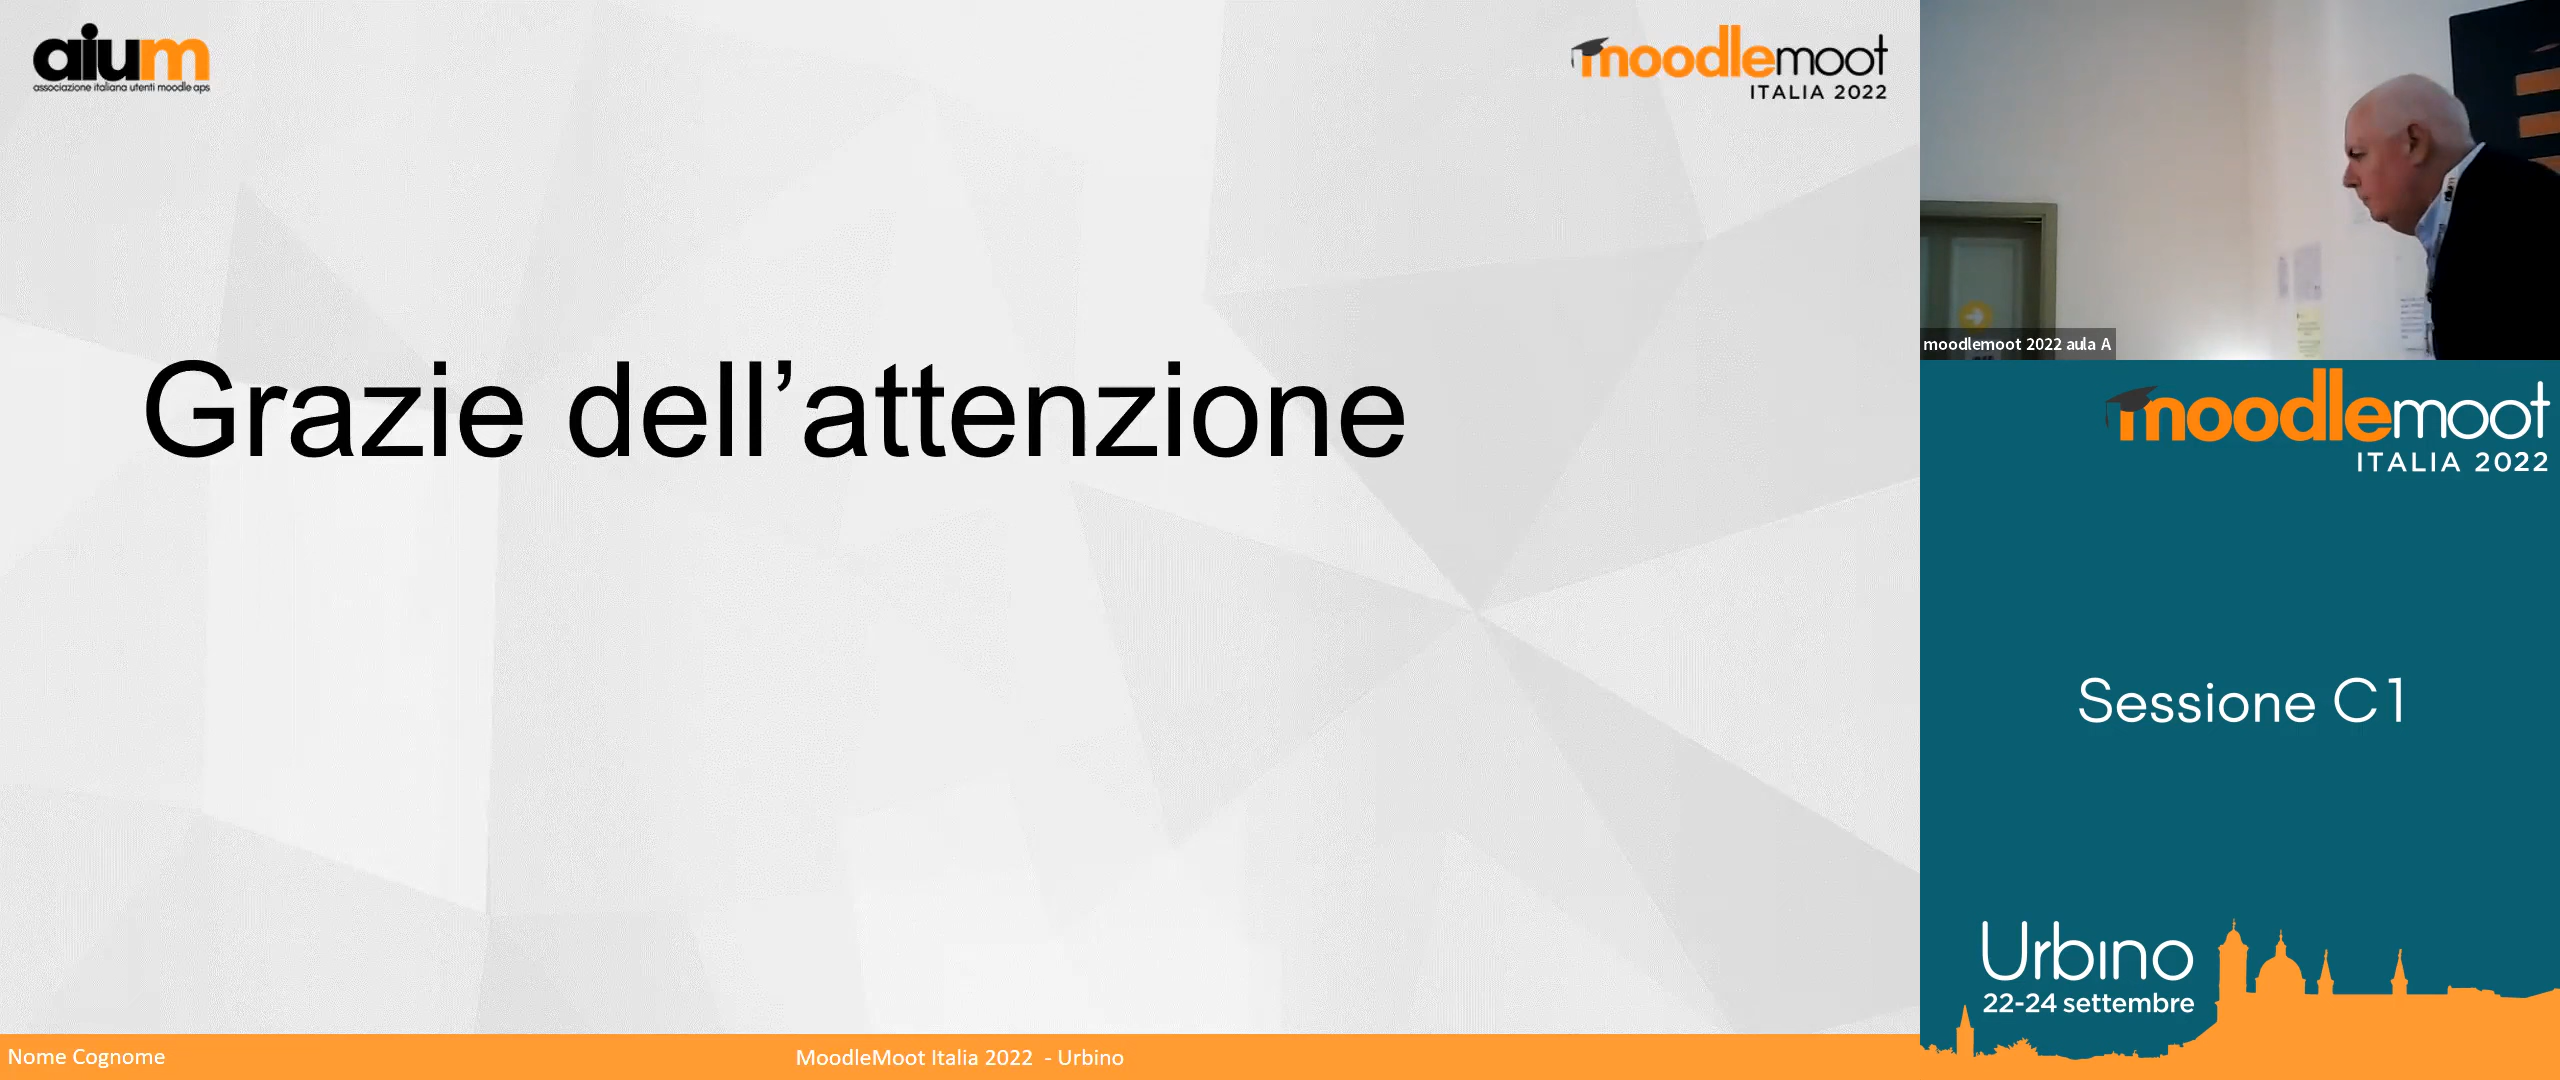 aium
associazione italiana utenti moodle aps
moodlemoot
ITALIA 2022
Grazie dell’attenzione
Nome Cognome
MoodleMoot Italia 2022 - Urbino
moodlemoot 2022 aula A
moodlemoot
ITALIA 2022
Sessione C1
Urbino
22-24 settembre